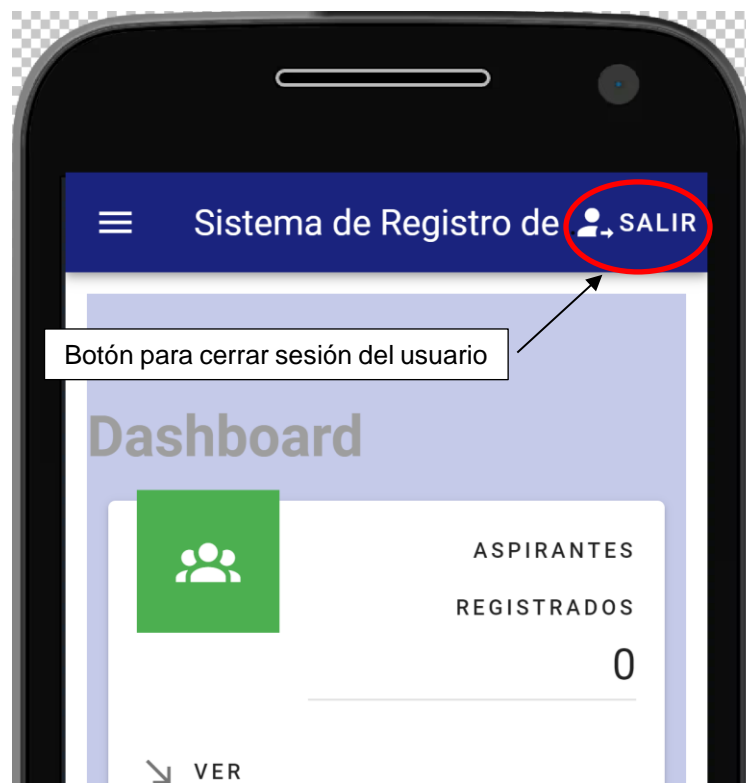 Sistema de Registro de SALIR
Botón para cerrar sesión del usuario
Dashboard
ASPIRANTES
REGISTRADOS
0
VER